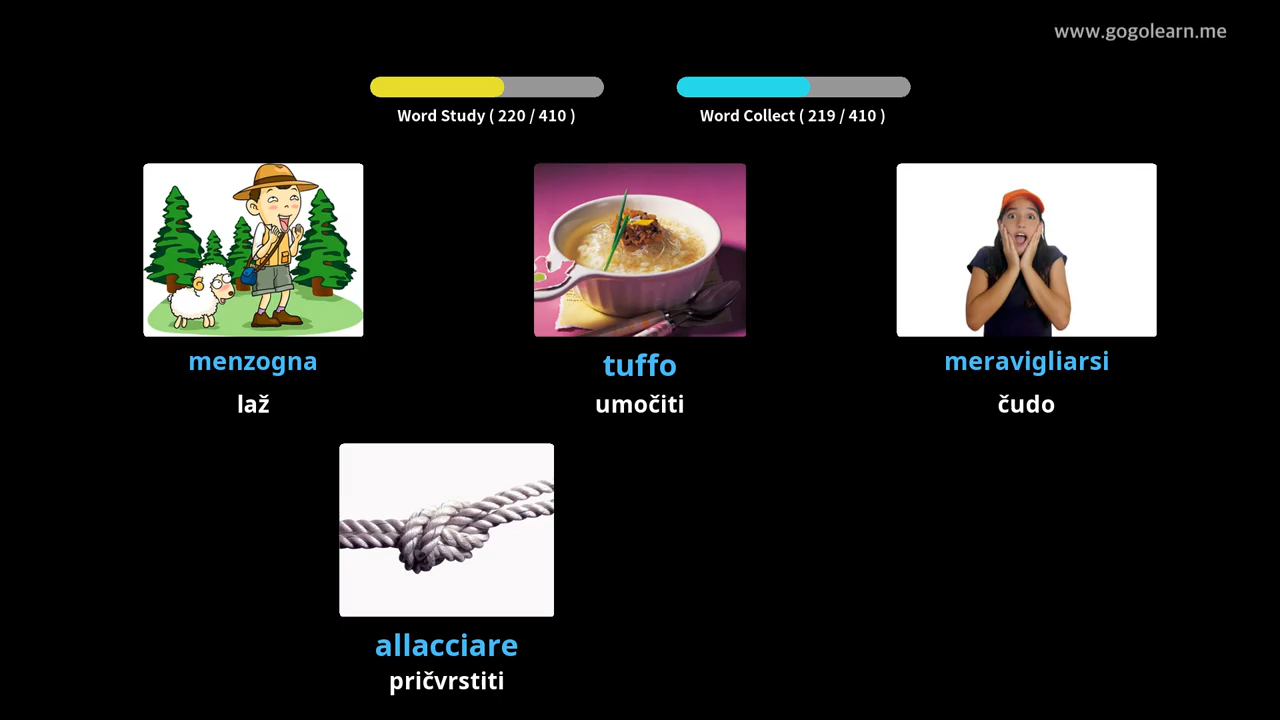 www.gogolearn.me
Word Study ( 220 / 410 )
Word Collect ( 219 / 410 )
menzogna
tuffo
meravigliarsi
laž
umočiti
čudo
allacciare
pričvrstiti